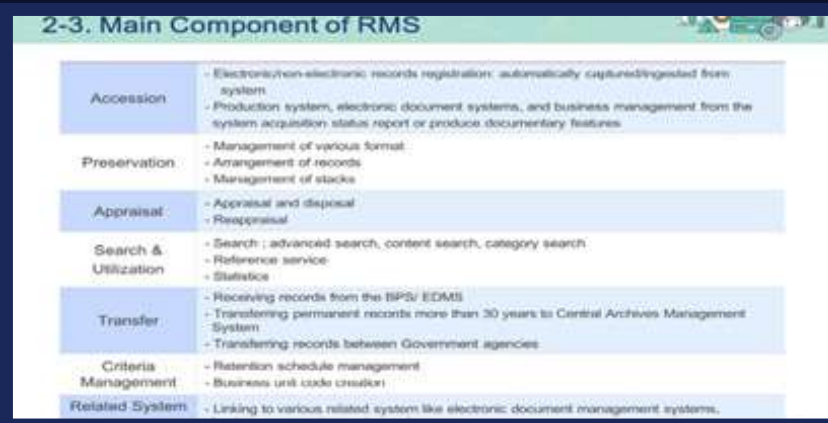 2-3. Main Component of RMS
Accession
- Electronic/non-electronic records registration: automatically captured/ingested from
system
- Production system, electronic document systems, and business management from the
system acquisition status report or produce documentary features
Preservation
- Management of various format
- Arrangement of records
- Management of stacks
Appraisal
- Appraisal and disposal
- Reappraisal
Search &
Utilization
- Search ; advanced search, content search, category search
- Reference service
- Statistics
Transfer
- Receiving records from the BPS/ EDMS
- Transferring permanent records more than 30 years to Central Archives Management
System
- Transferring records between Government agencies
Criteria
Management
- Retention schedule management
- Business unit code creation
Related System
- Linking to various related system like electronic document management systems,